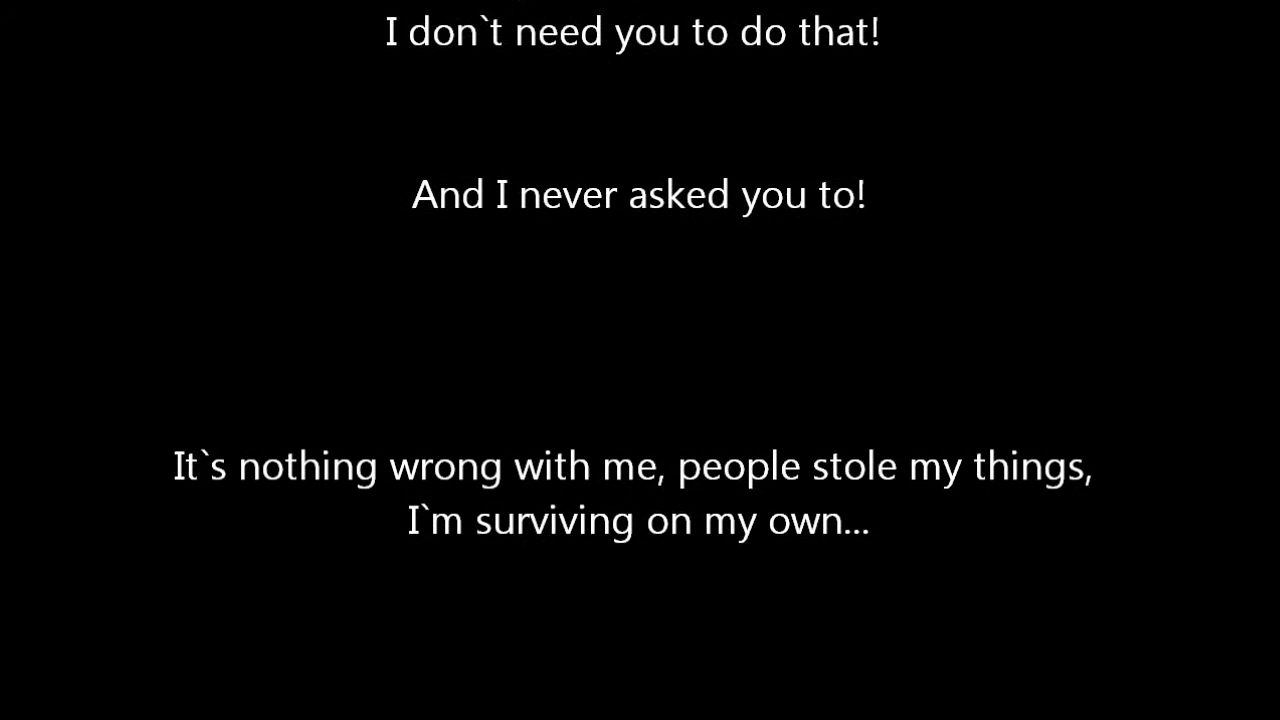 I don`t need you to do that!
And I never asked you to!
It`s nothing wrong with me, people stole my things,
I`m surviving on my own...